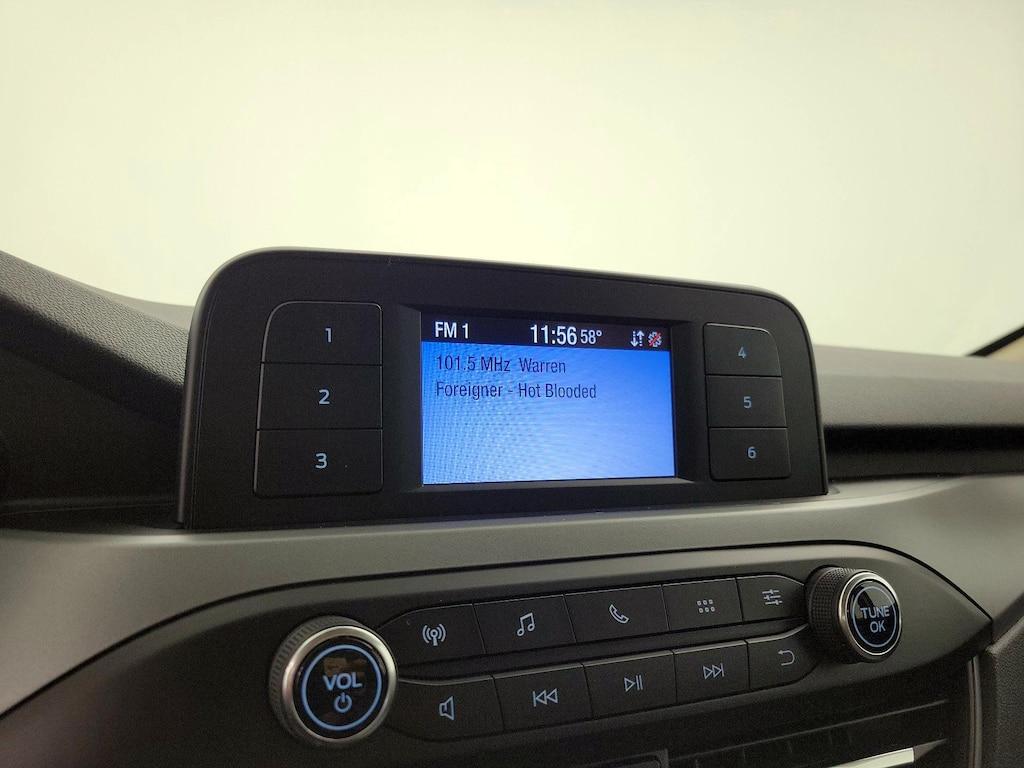 FM 1 11:56 58°
101.5 MHz Warren
Foreigner - Hot Blooded
1
2
3
4
5
6
VOL
TUNE
OK